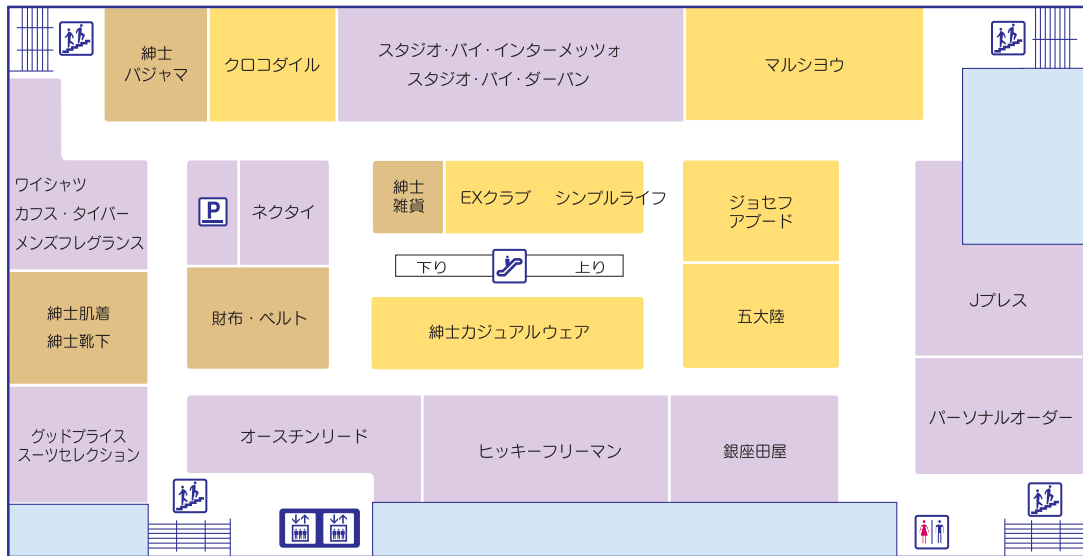 紳士
パジャマ
クロコダイル
スタジオ・バイ・インターメッツォ
スタジオ・バイ・ダーバン
マルシヨウ
ワイシャツ
カフス・タイバー
メンズフレグランス
P
ネクタイ
紳士
雑貨
EXクラブ シンプルライフ
ジョセフ
アブード
下り
上り
Jプレス
紳士肌着
紳士靴下
財布・ベルト
紳士カジュアルウェア
五大陸
グッドプライス
スーツセレクション
オースチンリード
ヒッキーフリーマン
銀座田屋
パーソナルオーダー